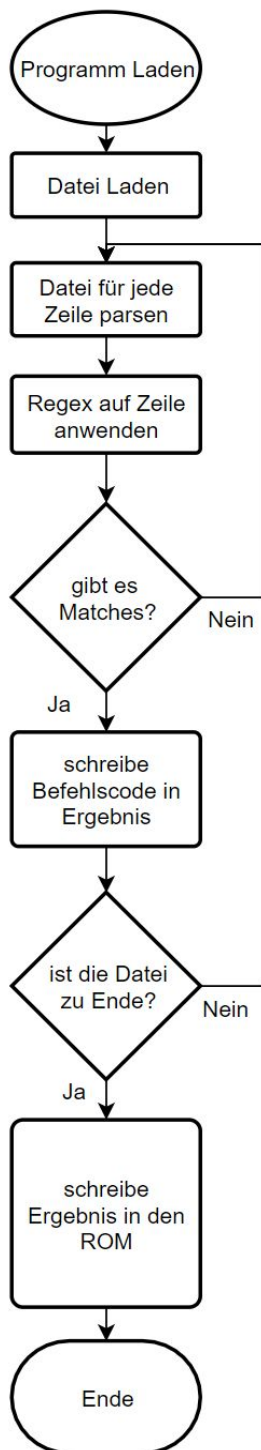 Programm Laden
Datei Laden
Datei für jede
Zeile parsen
Regex auf Zeile
anwenden
gibt es
Matches?
Nein
Ja
schreibe
Befehlscode in
Ergebnis
ist die Datei
zu Ende?
Nein
Ja
schreibe
Ergebnis in den
ROM
Ende